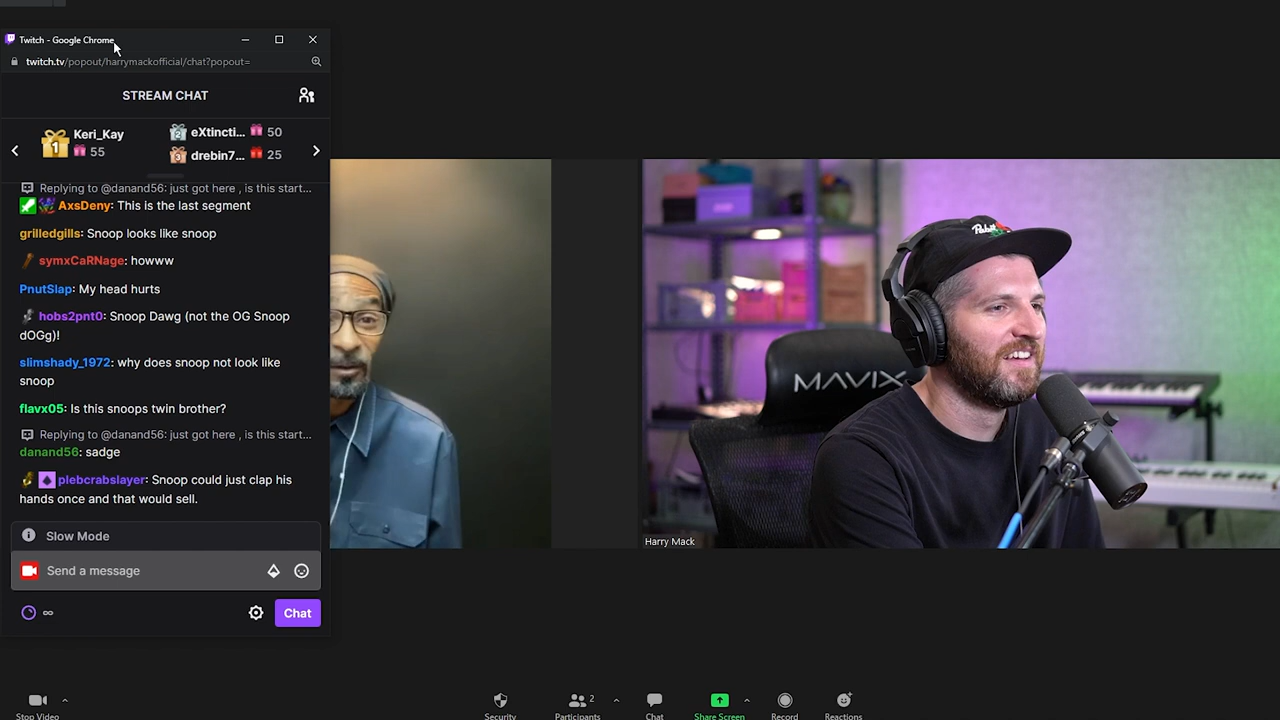 Twitch - Google Chrome
twitch.tv/popout/harrymackofficial/chat?popout=
STREAM CHAT
1 Keri_Kay
55
2 eXtincti... 50
3 drebin7... 25
Replying to @danand56: just got here , is this start...
AxsDeny: This is the last segment
grilledgills: Snoop looks like snoop
symxCaRNage: howww
PnutSlap: My head hurts
hobs2pnt0: Snoop Dawg (not the OG Snoop
dOGg)!
slimshady_1972: why does snoop not look like
snoop
flavx05: Is this snoops twin brother?
Replying to @danand56: just got here , is this start...
danand56: sadge
plebcrabslayer: Snoop could just clap his
hands once and that would sell.
Slow Mode
Send a message
Chat
MAVIX
Harry Mack
Stop Video
Security
Participants
2
Chat
Share Screen
Record
Reactions